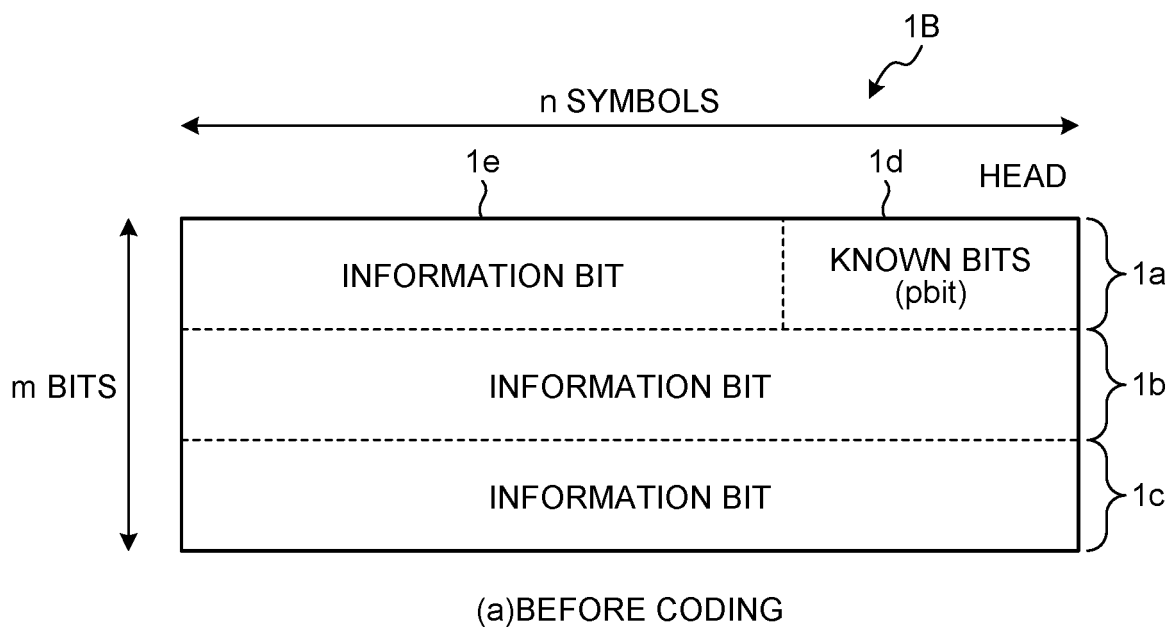 1B
n SYMBOLS
1e
1d
HEAD
INFORMATION BIT
KNOWN BITS
(pbit)
1a
m BITS
INFORMATION BIT
1b
INFORMATION BIT
1c
(a)BEFORE CODING